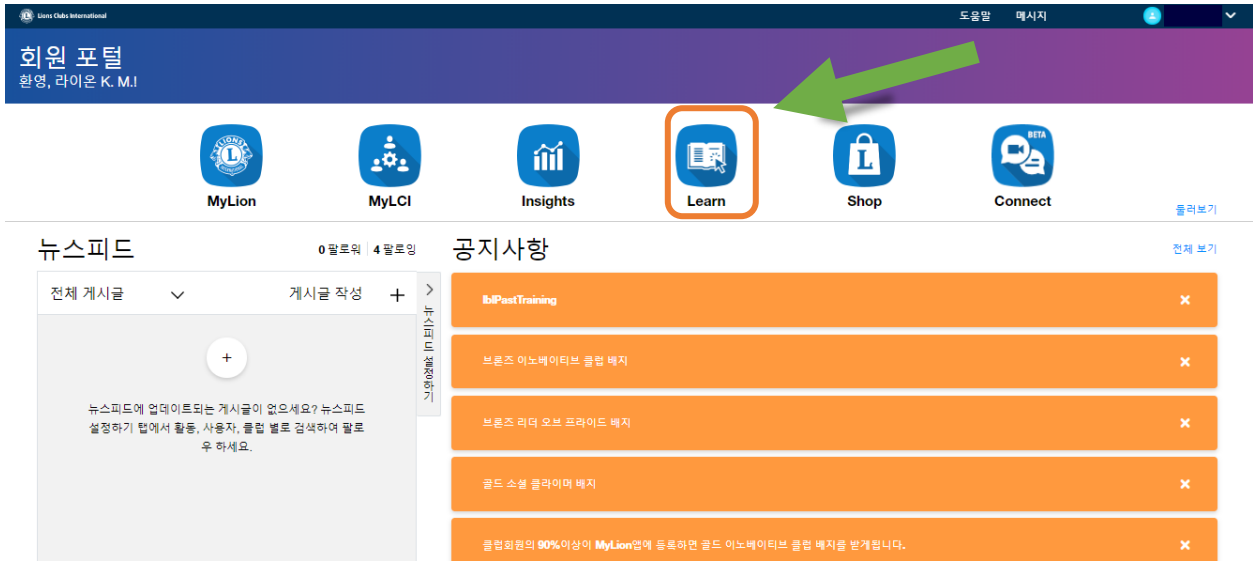 Lions Clubs International
도움말 메시지
회원 포털
환영, 라이온 K. M.!
LIONS
L
INTERNATIONAL
L
BETA
MyLion MyLCI Insights Learn Shop Connect
둘러보기
뉴스피드 0 팔로워 4 팔로잉
공지사항 전체 보기
전체 게시글 게시글 작성 +
뉴스피드 설정하기
+
뉴스피드에 업데이트되는 게시글이 없으세요? 뉴스피드
설정하기 탭에서 활동, 사용자, 클럽 별로 검색하여 팔로
우 하세요.
lblPastTraining
브론즈 이노베이티브 클럽 배지
브론즈 리더 오브 프라이드 배지
골드 소셜 클라이머 배지
클럽회원의 90%이상이 MyLion앱에 등록하면 골드 이노베이티브 클럽 배지를 받게됩니다.